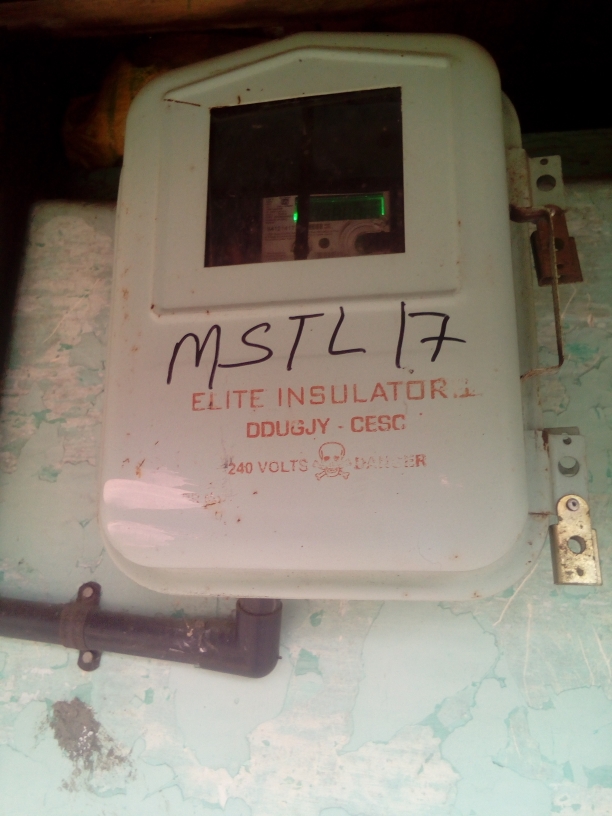 MSTL 17
ELITE INSULATOR
DDUGJY - CESC
240 VOLTS DANGER